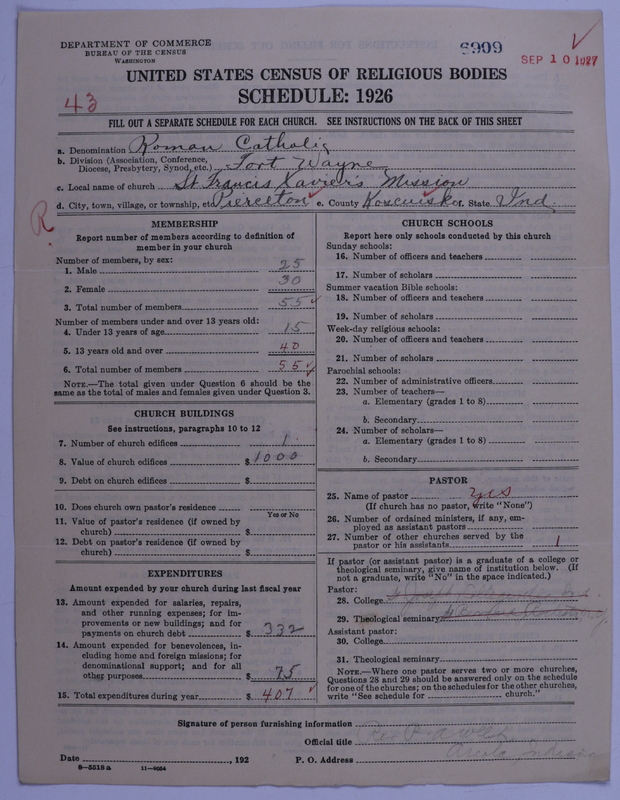 DEPARTMENT OF COMMERCE
BUREAU OF THE CENSUS
WASHINGTON
6909
SEP 10 1927
UNITED STATES CENSUS OF RELIGIOUS BODIES
SCHEDULE: 1926
43
FILL OUT A SEPARATE SCHEDULE FOR EACH CHURCH. SEE INSTRUCTIONS ON THE BACK OF THIS SHEET
a. Denomination Roman Catholic
b. Division (Association, Conference, Diocese, Presbytery, Synod, etc.) Fort Wayne
c. Local name of church St. Francis Xavier's Mission
d. City, town, village, or township, etc. Pierceton e. County Kosciusko f. State Ind.
R
MEMBERSHIP
Report number of members according to definition of
member in your church
Number of members, by sex:
1. Male 25
2. Female 30
3. Total number of members 55
Number of members under and over 13 years old:
4. Under 13 years of age 15
5. 13 years old and over 40
6. Total number of members 55
NOTE.—The total given under Question 6 should be the
same as the total of males and females given under Question 3.
CHURCH BUILDINGS
See instructions, paragraphs 10 to 12
7. Number of church edifices 1
8. Value of church edifices $ 1000
9. Debt on church edifices $
10. Does church own pastor's residence
Yes or No
11. Value of pastor's residence (if owned by
church) $
12. Debt on pastor's residence (if owned by
church) $
EXPENDITURES
Amount expended by your church during last fiscal year
13. Amount expended for salaries, repairs,
and other running expenses; for im-
provements or new buildings; and for
payments on church debt $ 332
14. Amount expended for benevolences, in-
cluding home and foreign missions; for
denominational support; and for all
other purposes $ 75
15. Total expenditures during year $ 407
CHURCH SCHOOLS
Report here only schools conducted by this church
Sunday schools:
16. Number of officers and teachers
17. Number of scholars
Summer vacation Bible schools:
18. Number of officers and teachers
19. Number of scholars
Week-day religious schools:
20. Number of officers and teachers
21. Number of scholars
Parochial schools:
22. Number of administrative officers
23. Number of teachers—
a. Elementary (grades 1 to 8)
b. Secondary
24. Number of scholars—
a. Elementary (grades 1 to 8)
b. Secondary
PASTOR
25. Name of pastor yes
(If church has no pastor, write "None")
26. Number of ordained ministers, if any, em-
ployed as assistant pastors
27. Number of other churches served by the
pastor or his assistants 1
If pastor (or assistant pastor) is a graduate of a college or
theological seminary, give name of institution below. (If
not a graduate, write "No" in the space indicated.)
Pastor:
28. College
29. Theological seminary
Assistant pastor:
30. College
31. Theological seminary
NOTE.—Where one pastor serves two or more churches,
Questions 28 and 29 should be answered only on the schedule
for one of the churches; on the schedules for the other churches,
write "See schedule for church."
Signature of person furnishing information
Official title Rev.
Date , 192 P. O. Address Arcola, Indiana
8—5518a 11—9054